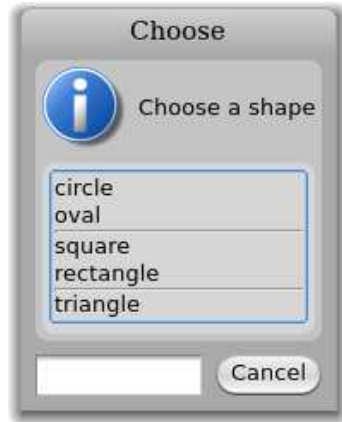 Choose
Choose a shape
circle
oval
square
rectangle
triangle
Cancel